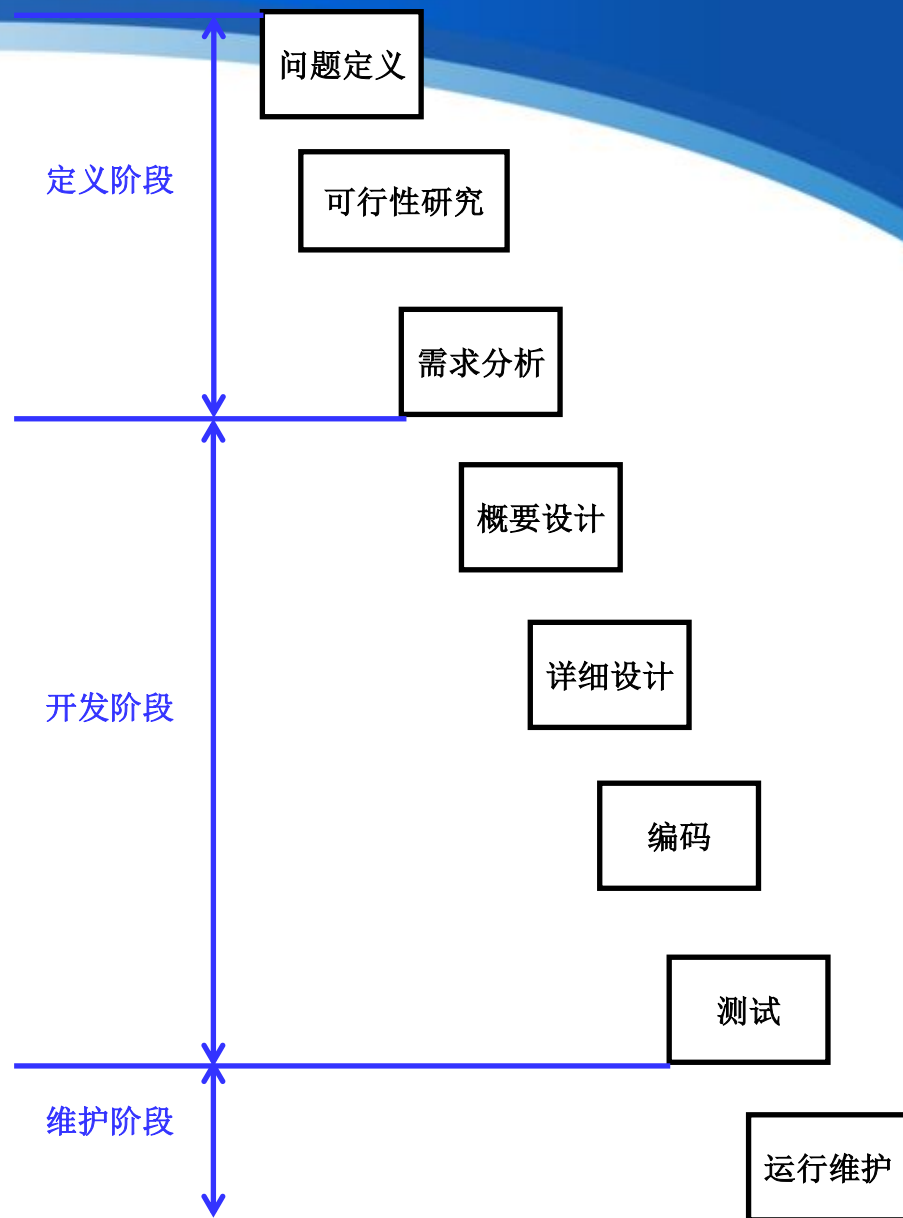 问题定义
定义阶段
可行性研究
需求分析
概要设计
详细设计
开发阶段
编码
测试
维护阶段
运行维护